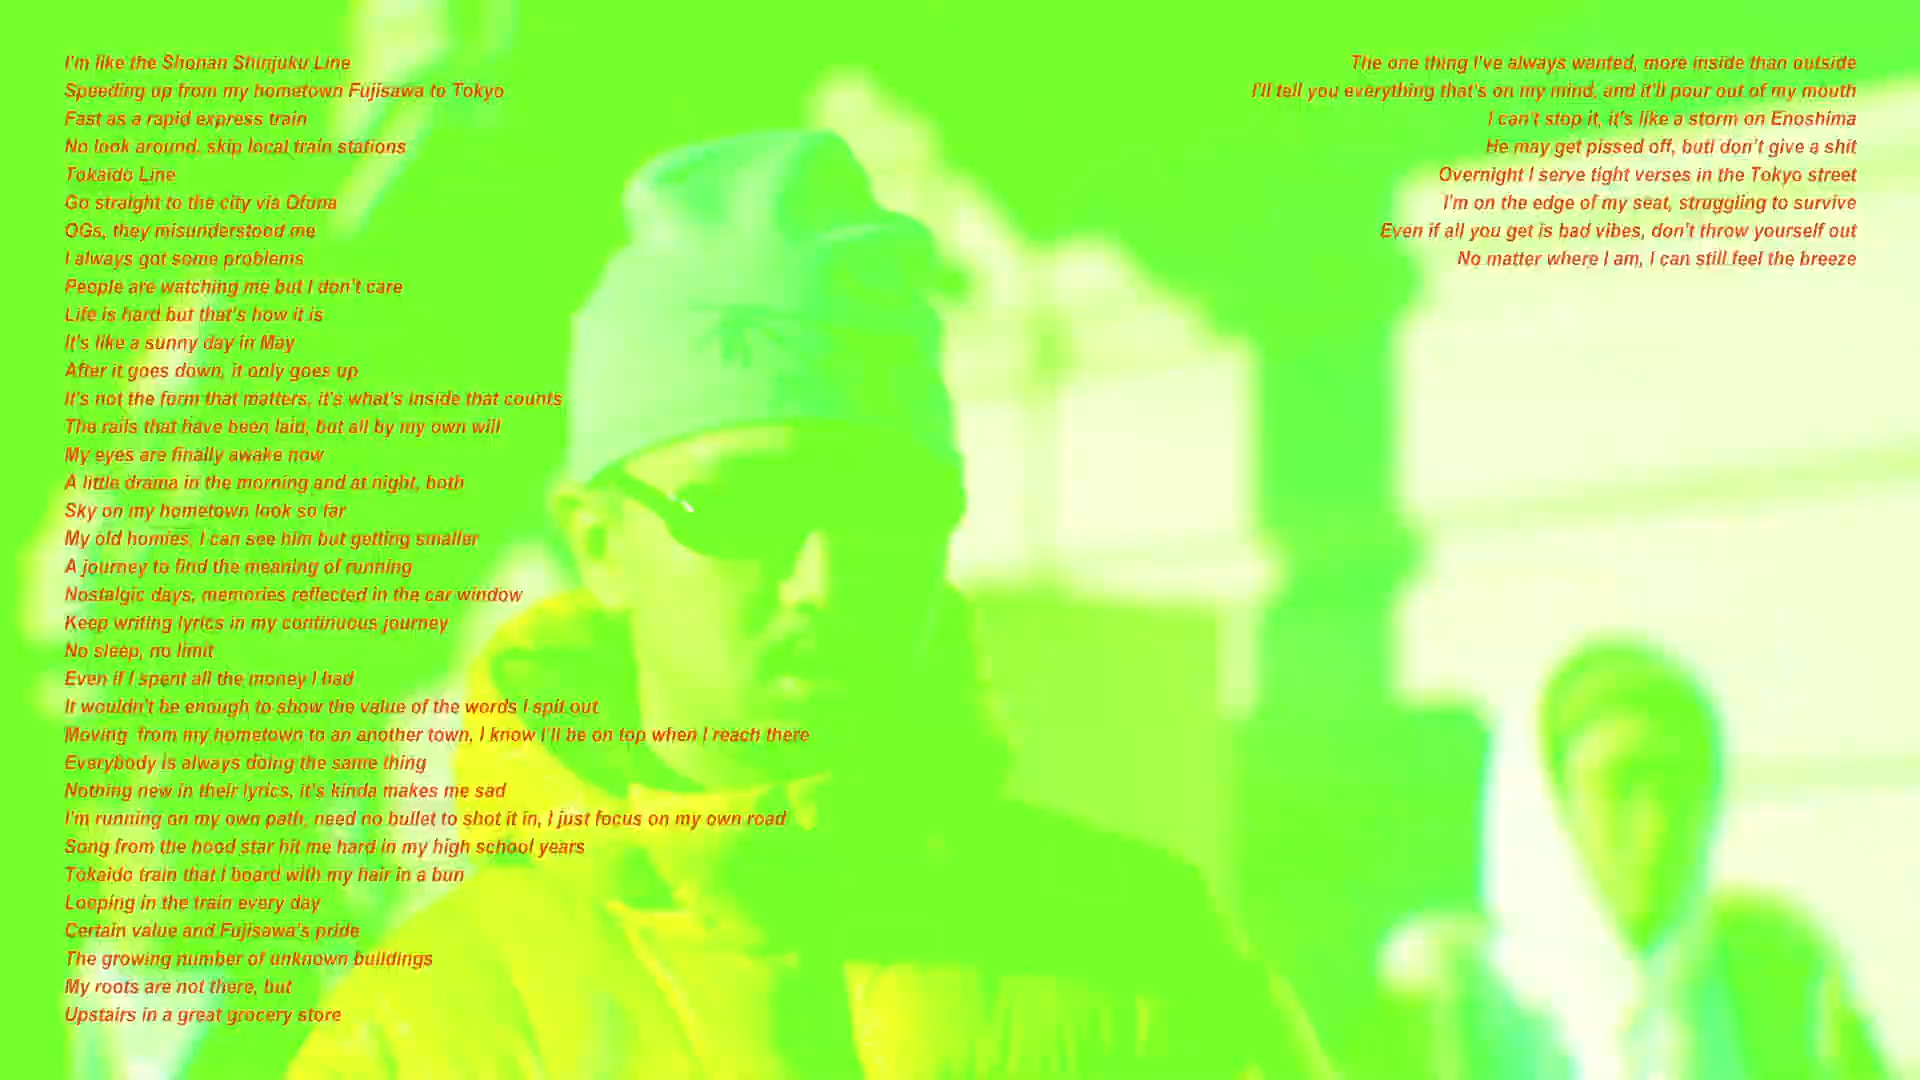 I'm like the Shonan Shinjuku Line
Speeding up from my hometown Fujisawa to Tokyo
Fast as a rapid express train
No look around, skip local train stations
Tokaido Line
Go straight to the city via Ofuna
OGs, they misunderstood me
I always got some problems
People are watching me but I don't care
Life is hard but that's how it is
It's like a sunny day in May
After it goes down, it only goes up
It's not the form that matters, it's what's inside that counts
The rails that have been laid, but all by my own will
My eyes are finally awake now
A little drama in the morning and at night, both
Sky on my hometown look so far
My old homies, I can see him but getting smaller
A journey to find the meaning of running
Nostalgic days, memories reflected in the car window
Keep writing lyrics in my continuous journey
No sleep, no limit
Even if I spent all the money I had
It wouldn't be enough to show the value of the words I spit out
Moving  from my hometown to an another town, I know I'll be on top when I reach there
Everybody is always doing the same thing
Nothing new in their lyrics, it's kinda makes me sad
I'm running on my own path, need no bullet to shot it in, I just focus on my own road
Song from the hood star hit me hard in my high school years
Tokaido train that I board with my hair in a bun
Looping in the train every day
Certain value and Fujisawa's pride
The growing number of unknown buildings
My roots are not there, but
Upstairs in a great grocery store
The one thing I've always wanted, more inside than outside
I'll tell you everything that's on my mind, and it'll pour out of my mouth
I can't stop it, it's like a storm on Enoshima
He may get pissed off, butI don't give a shit
Overnight I serve tight verses in the Tokyo street
I'm on the edge of my seat, struggling to survive
Even if all you get is bad vibes, don't throw yourself out
No matter where I am, I can still feel the breeze